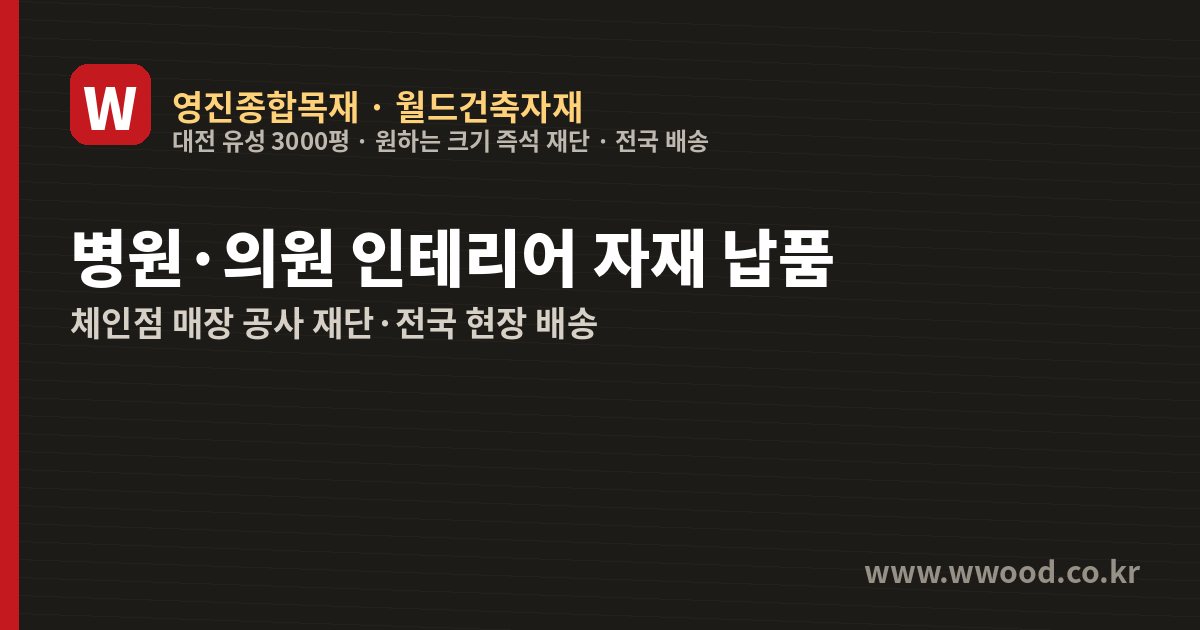 W
영진종합목재 · 월드건축자재
대전 유성 3000평 · 원하는 크기 즉석 재단 · 전국 배송
병원·의원 인테리어 자재 납품
체인점 매장 공사 재단·전국 현장 배송
www.wwood.co.kr